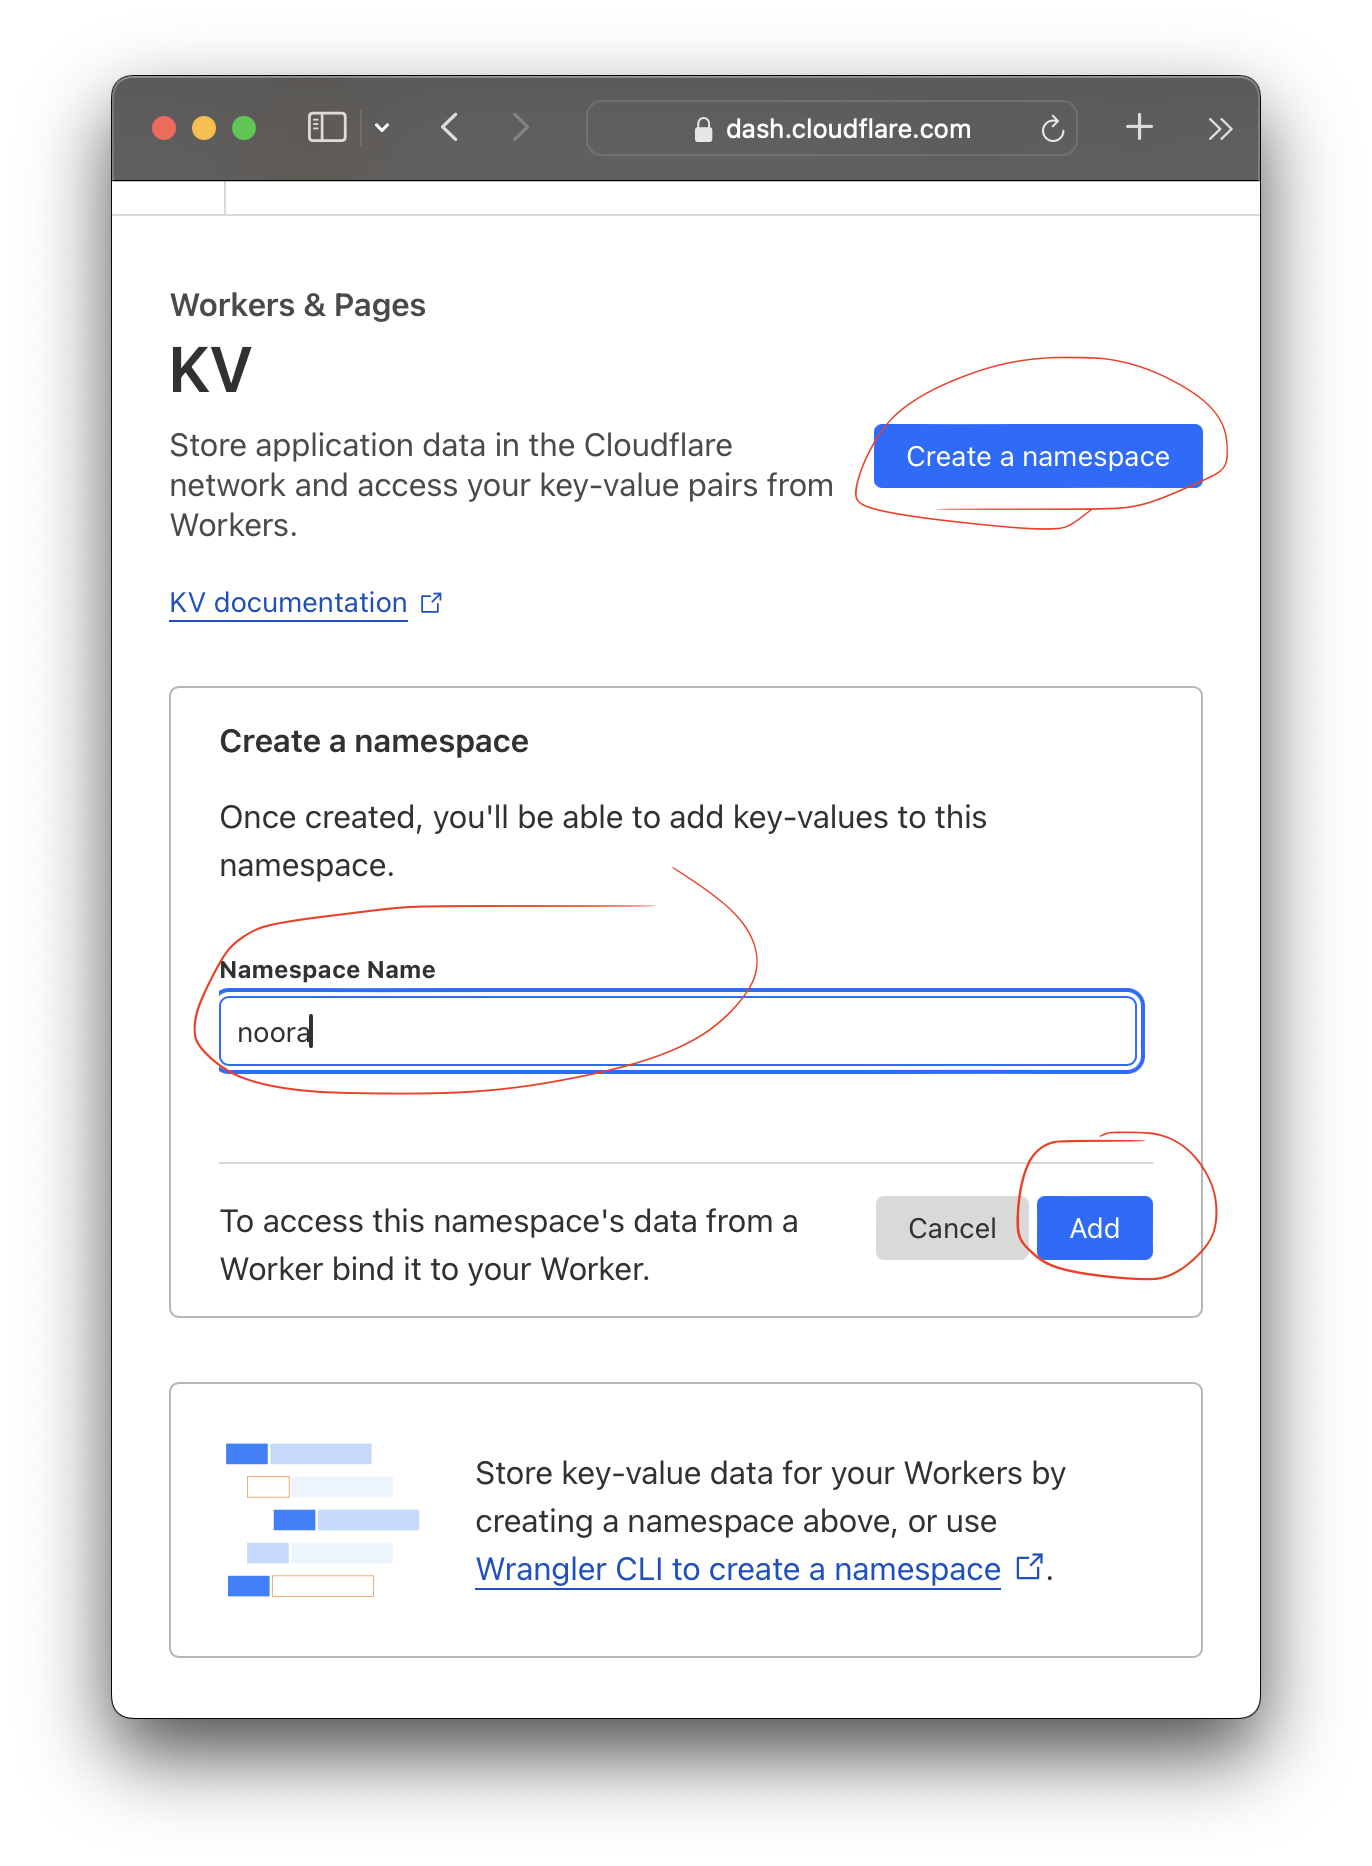 dash.cloudflare.com
Workers & Pages
KV
Store application data in the Cloudflare
network and access your key-value pairs from
Workers.
Create a namespace
KV documentation
Create a namespace
Once created, you'll be able to add key-values to this
namespace.
Namespace Name
noora
To access this namespace's data from a
Worker bind it to your Worker.
Cancel
Add
Store key-value data for your Workers by
creating a namespace above, or use
Wrangler CLI to create a namespace.